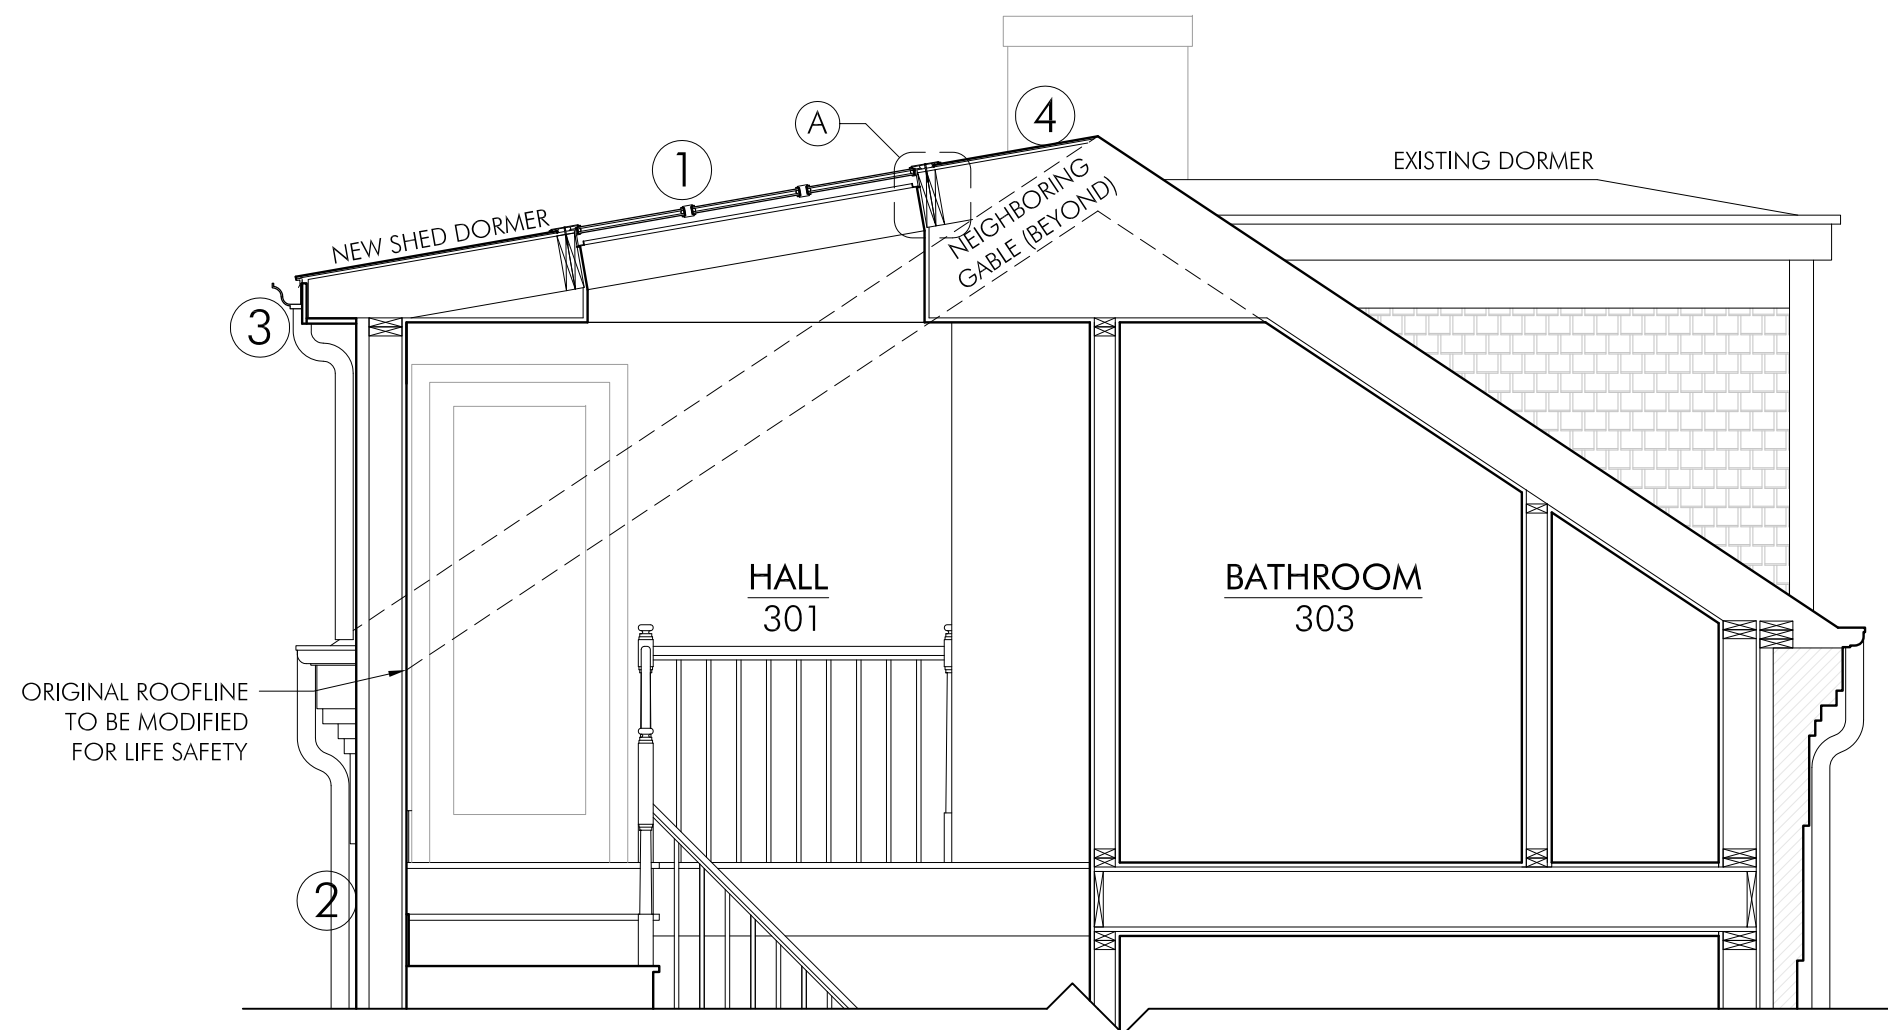 4
A
1
EXISTING DORMER
NEW SHED DORMER
NEIGHBORING
GABLE (BEYOND)
3
HALL
301
BATHROOM
303
ORIGINAL ROOFLINE
TO BE MODIFIED
FOR LIFE SAFETY
2